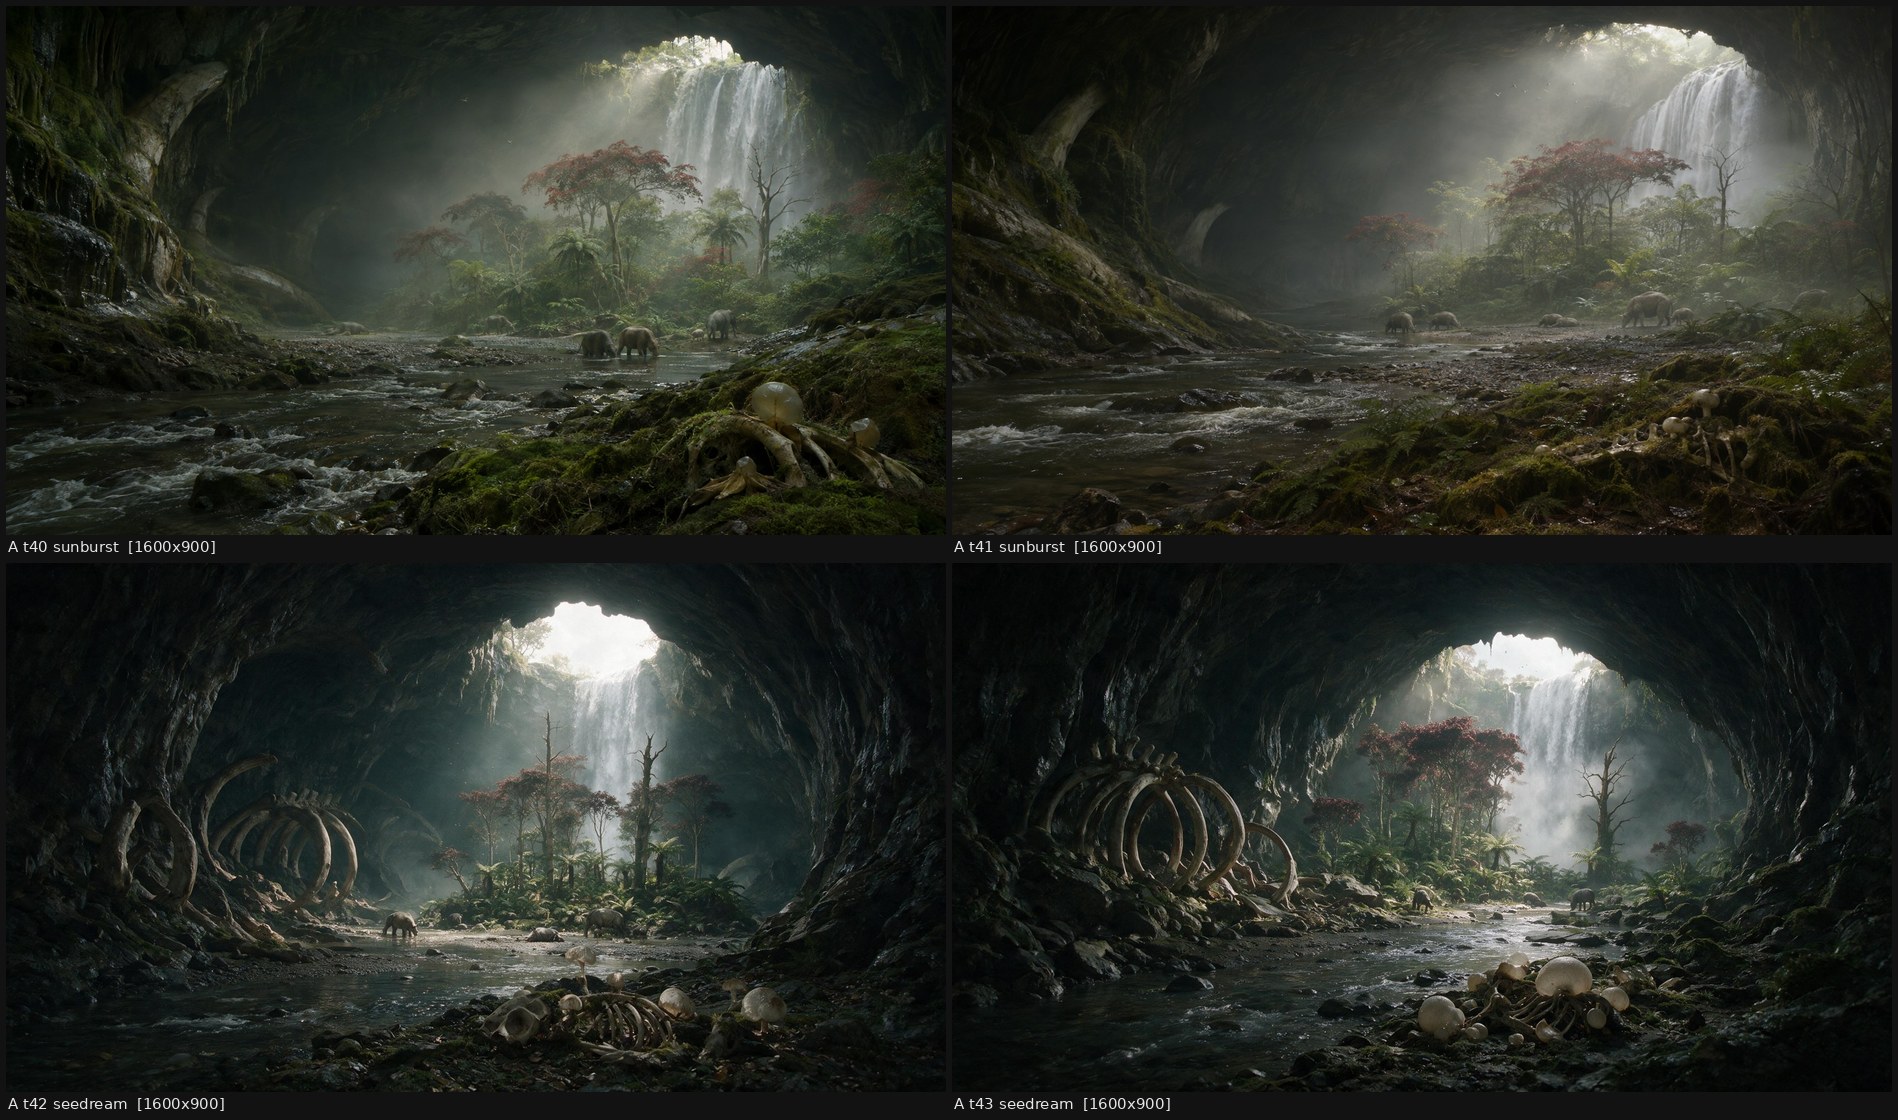 A t40 sunburst [1600x900]
A t41 sunburst [1600x900]
A t42 seedream [1600x900]
A t43 seedream [1600x900]